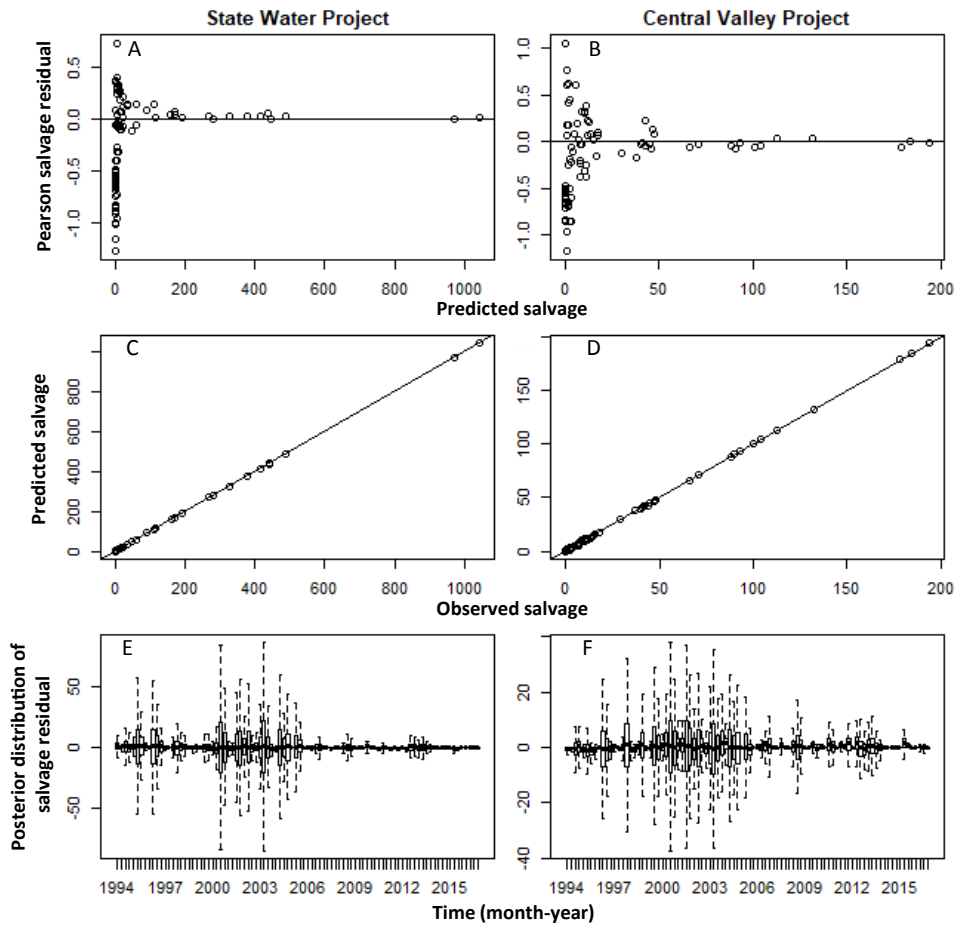 State Water Project
Central Valley Project
A
B
Pearson salvage residual
0.5
0.0
-0.5
-1.0
1.0
0.5
0.0
-0.5
-1.0
0 200 400 600 800 1000
0 50 100 150 200
Predicted salvage
C
D
Predicted salvage
800
600
400
200
0
150
100
50
0
0 200 400 600 800 1000
0 50 100 150 200
Observed salvage
E
F
Posterior distribution of
salvage residual
50
0
-50
20
0
-20
-40
1994 1997 2000 2003 2006 2009 2012 2015
1994 1997 2000 2003 2006 2009 2012 2015
Time (month-year)